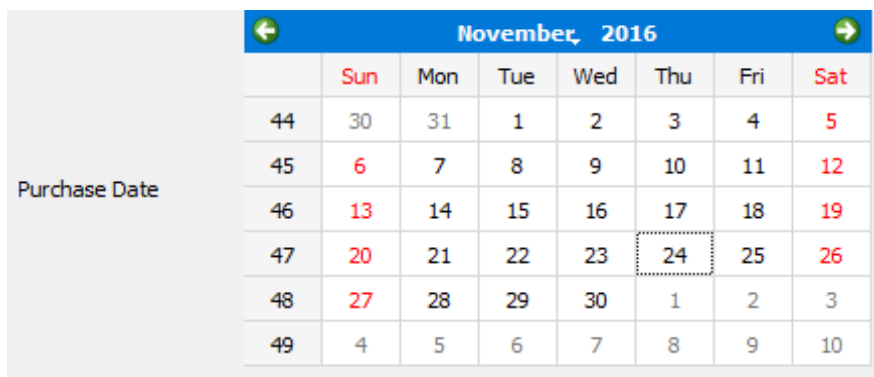 November, 2016
Sun Mon Tue Wed Thu Fri Sat
44 30 31 1 2 3 4 5
45 6 7 8 9 10 11 12
Purchase Date
46 13 14 15 16 17 18 19
47 20 21 22 23 24 25 26
48 27 28 29 30 1 2 3
49 4 5 6 7 8 9 10